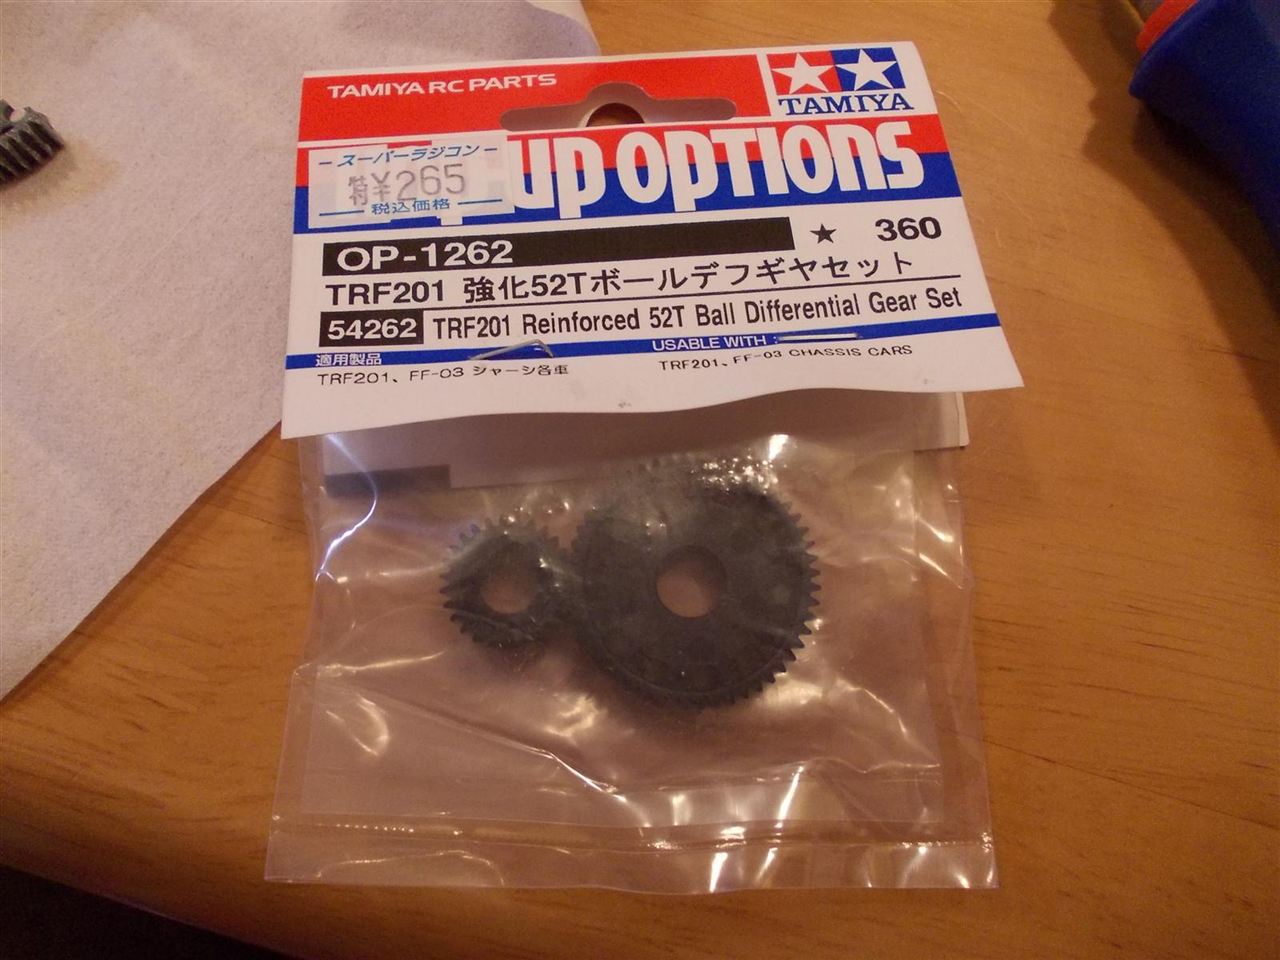 TAMIYA RC PARTS
TAMIYA
up OPTIONS
-スーパーラジコン-
特¥265
税込価格
OP-1262
★ 360
TRF201 強化52Tボールデフギヤセット
54262 TRF201 Reinforced 52T Ball Differential Gear Set
適用製品
USABLE WITH :
TRF201、FF-03 シャーシ各車
TRF201、FF-03 CHASSIS CARS